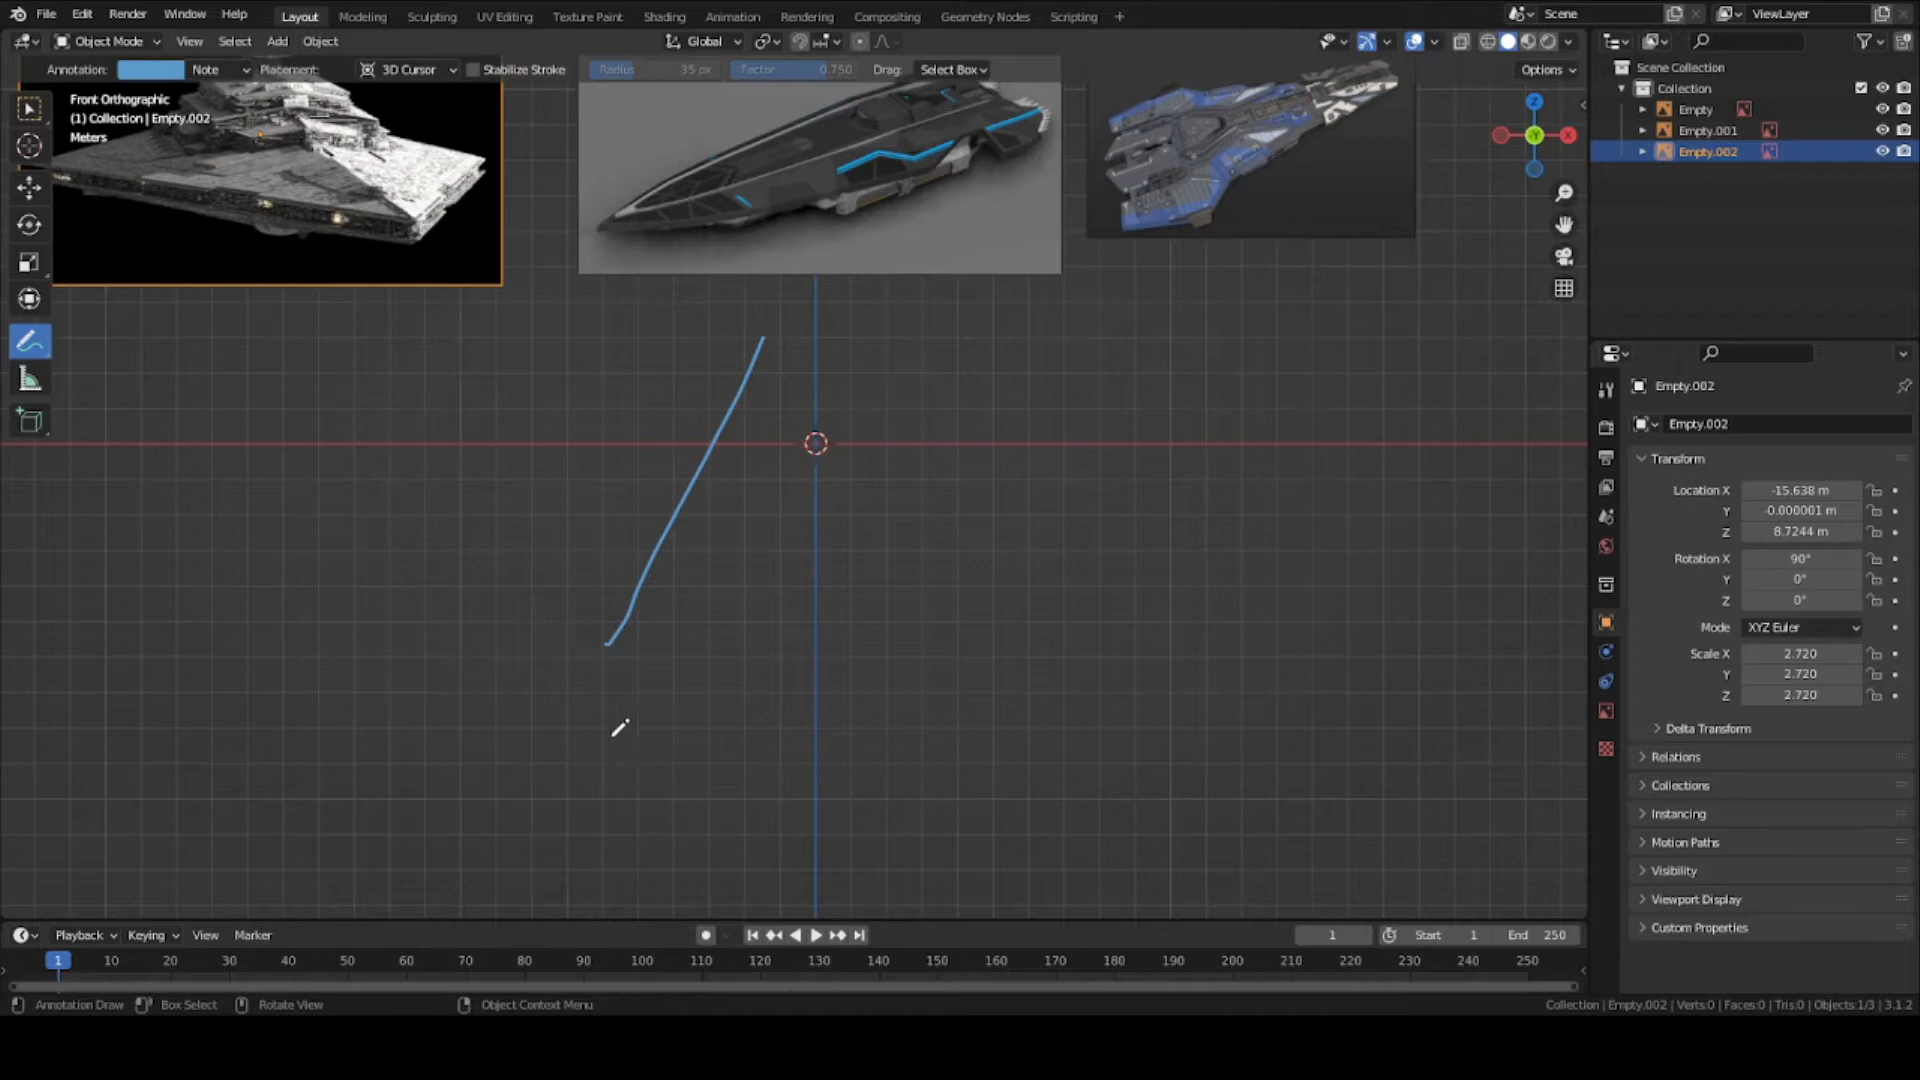 File Edit Render Window Help Layout Modeling Sculpting UV Editing Texture Paint Shading Animation Rendering Compositing Geometry Nodes Scripting + Scene ViewLayer
Object Mode View Select Add Object Global
Annotation: Note Placement: 3D Cursor Stabilize Stroke Radius 35 px Factor 0.750 Drag: Select Box Options
Front Orthographic
(1) Collection | Empty.002
Meters
Z
Y
X
Scene Collection
Collection
Empty
Empty.001
Empty.002
Empty.002
Empty.002
Transform
Location X -15.638 m
Y -0.000001 m
Z 8.7244 m
Rotation X 90°
Y 0°
Z 0°
Mode XYZ Euler
Scale X 2.720
Y 2.720
Z 2.720
Delta Transform
Relations
Collections
Instancing
Motion Paths
Visibility
Viewport Display
Custom Properties
Playback Keying View Marker 1 Start 1 End 250
1 10 20 30 40 50 60 70 80 90 100 110 120 130 140 150 160 170 180 190 200 210 220 230 240 250
Annotation Draw Box Select Rotate View Object Context Menu Collection | Empty.002 | Verts:0 | Faces:0 | Tris:0 | Objects:1/3 | 3.1.2